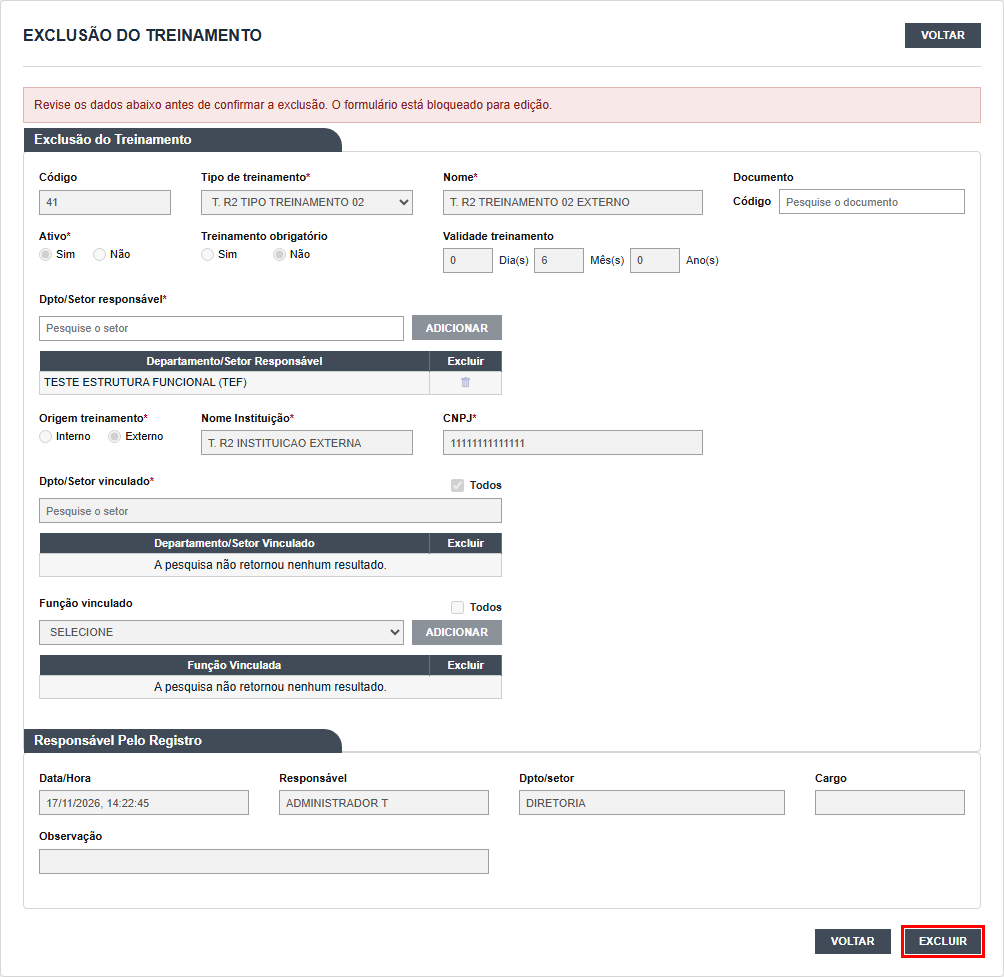 EXCLUSÃO DO TREINAMENTO VOLTAR
Revise os dados abaixo antes de confirmar a exclusão. O formulário está bloqueado para edição.
Exclusão do Treinamento
Código Tipo de treinamento* Nome* Documento
41 T. R2 TIPO TREINAMENTO 02 T. R2 TREINAMENTO 02 EXTERNO Código Pesquise o documento
Ativo* Treinamento obrigatório Validade treinamento
Sim Não Sim Não 0 Dia(s) 6 Mês(s) 0 Ano(s)
Dpto/Setor responsável*
Pesquise o setor ADICIONAR
Departamento/Setor Responsável Excluir
TESTE ESTRUTURA FUNCIONAL (TEF)
Origem treinamento* Nome Instituição* CNPJ*
Interno Externo T. R2 INSTITUICAO EXTERNA 11111111111111
Dpto/Setor vinculado* Todos
Pesquise o setor
Departamento/Setor Vinculado Excluir
A pesquisa não retornou nenhum resultado.
Função vinculado Todos
SELECIONE ADICIONAR
Função Vinculada Excluir
A pesquisa não retornou nenhum resultado.
Responsável Pelo Registro
Data/Hora Responsável Dpto/setor Cargo
17/11/2026, 14:22:45 ADMINISTRADOR T DIRETORIA
Observação
VOLTAR EXCLUIR